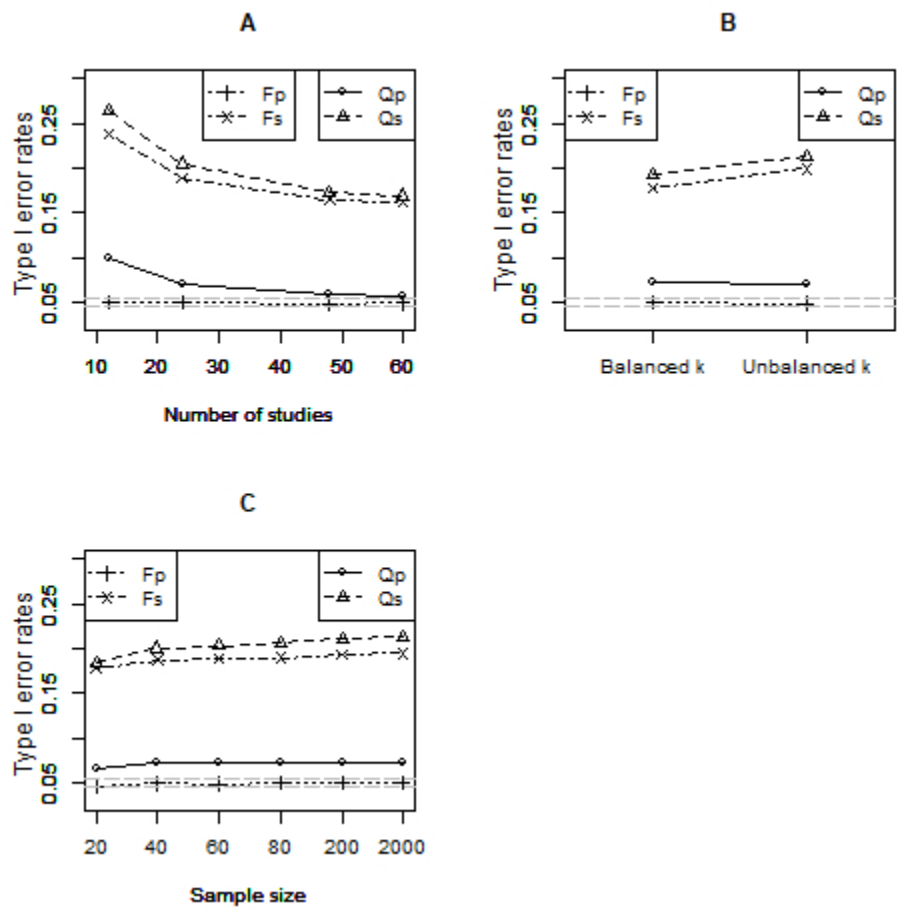 A
Fp
Fs
Qp
Qs
Type I error rates
0.05 0.15 0.25
10 20 30 40 50 60
Number of studies
B
Fp
Fs
Qp
Qs
Type I error rates
0.05 0.15 0.25
Balanced k Unbalanced k
C
Fp
Fs
Qp
Qs
Type I error rates
0.05 0.15 0.25
20 40 60 80 200 2000
Sample size